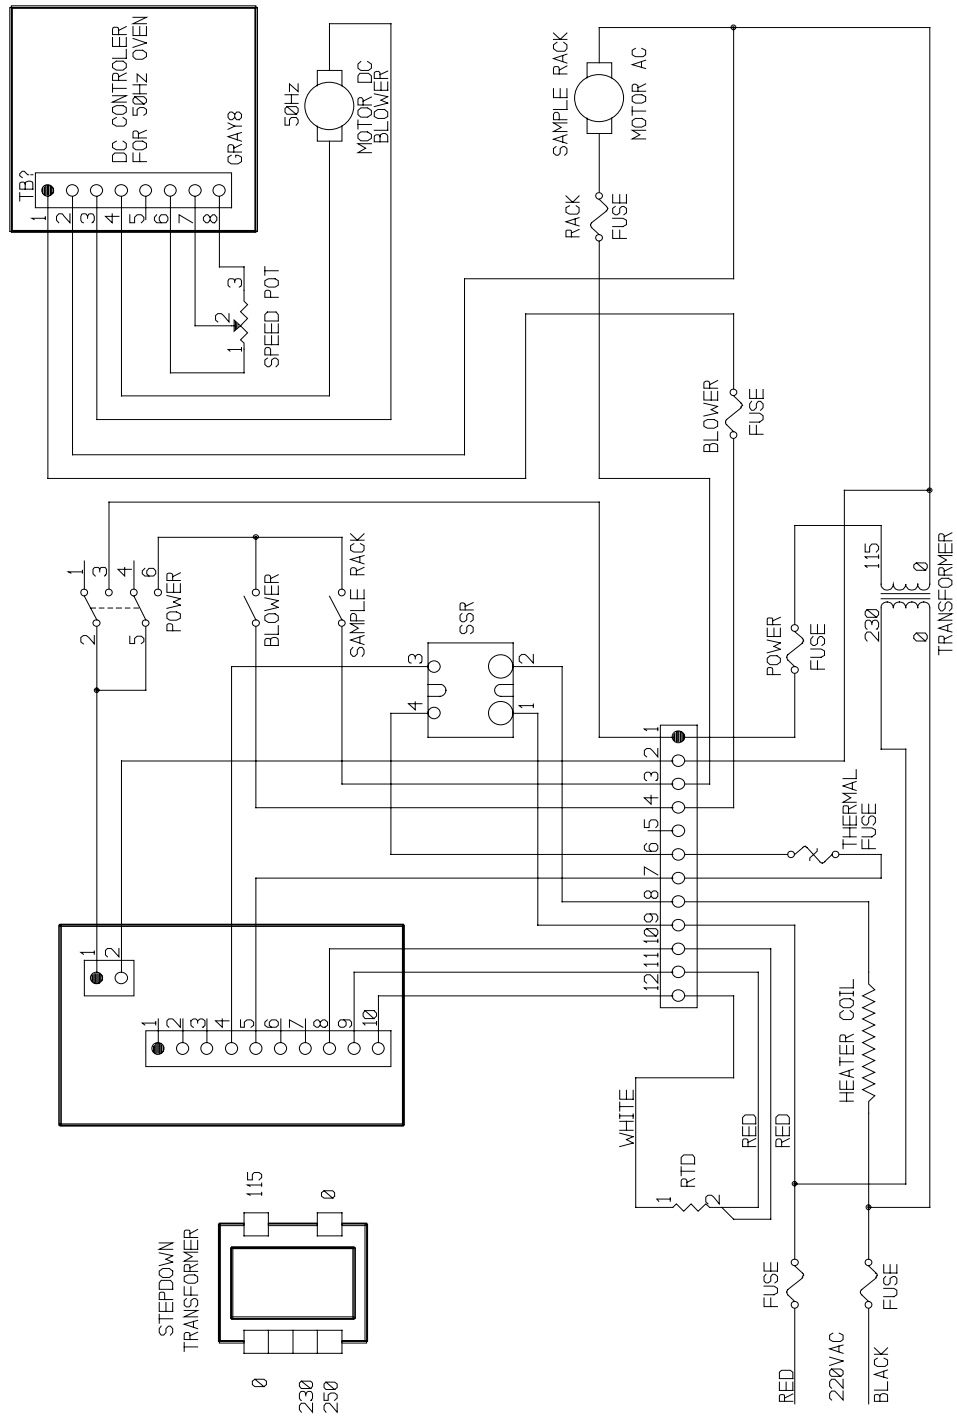 STEPDOWN
TRANSFORMER
0
230
250
115
0
1
2
1
2
3
4
5
6
7
8
9
10
2
5
1
3
4
6
POWER
BLOWER
SAMPLE RACK
4
3
SSR
1
2
TB?
1
2
3
4
5
6
7
8
DC CONTROLER
FOR 50Hz OVEN
GRAY8
1
2
3
SPEED POT
50Hz
MOTOR DC
BLOWER
SAMPLE RACK
MOTOR AC
RACK
FUSE
BLOWER
FUSE
12
11
10
9
8
7
6
5
4
3
2
1
WHITE
1
RTD
2
RED
RED
HEATER COIL
THERMAL
FUSE
POWER
FUSE
230
115
0
0
TRANSFORMER
FUSE
FUSE
RED
220VAC
BLACK